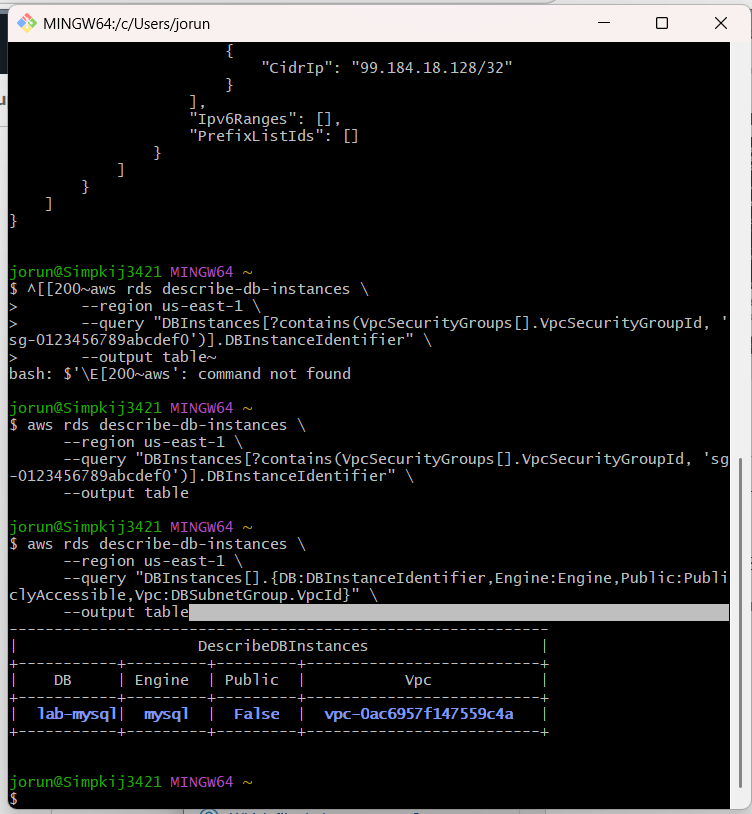 MINGW64:/c/Users/jorun
{
"CidrIp": "99.184.18.128/32"
}
],
"Ipv6Ranges": [],
"PrefixListIds": []
}
]
}
]
}
jorun@Simpkij3421 MINGW64 ~
$ ^[[200~aws rds describe-db-instances \
>       --region us-east-1 \
>       --query "DBInstances[?contains(VpcSecurityGroups[].VpcSecurityGroupId, '
sg-0123456789abcdef0')].DBInstanceIdentifier" \
>       --output table~
bash: $'\E[200~aws': command not found
jorun@Simpkij3421 MINGW64 ~
$ aws rds describe-db-instances \
--region us-east-1 \
--query "DBInstances[?contains(VpcSecurityGroups[].VpcSecurityGroupId, 'sg
-0123456789abcdef0')].DBInstanceIdentifier" \
--output table
jorun@Simpkij3421 MINGW64 ~
$ aws rds describe-db-instances \
--region us-east-1 \
--query "DBInstances[].{DB:DBInstanceIdentifier,Engine:Engine,Public:Publi
clyAccessible,Vpc:DBSubnetGroup.VpcId}" \
--output table
------------------------------------------------------------
|                    DescribeDBInstances                   |
+-----------+---------+---------+--------------------------+
|    DB     | Engine  | Public  |           Vpc            |
+-----------+---------+---------+--------------------------+
|  lab-mysql|  mysql  |  False  |  vpc-0ac6957f147559c4a   |
+-----------+---------+---------+--------------------------+
jorun@Simpkij3421 MINGW64 ~
$